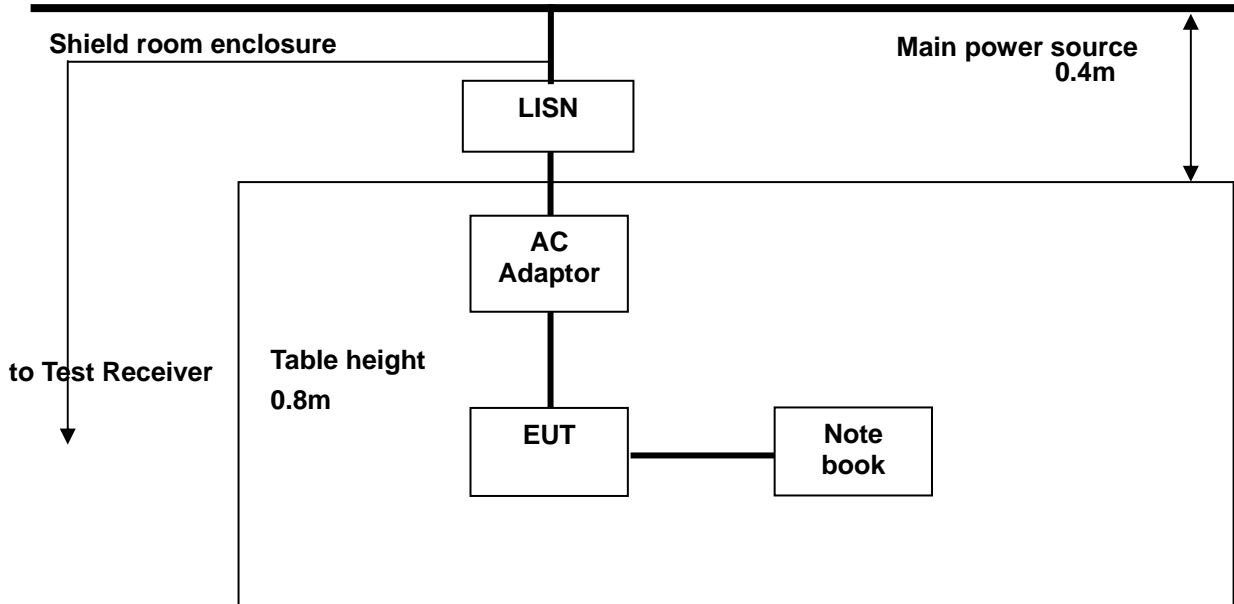 Shield room enclosure
Main power source
0.4m
LISN
AC
Adaptor
Table height
0.8m
to Test Receiver
EUT
Note
book